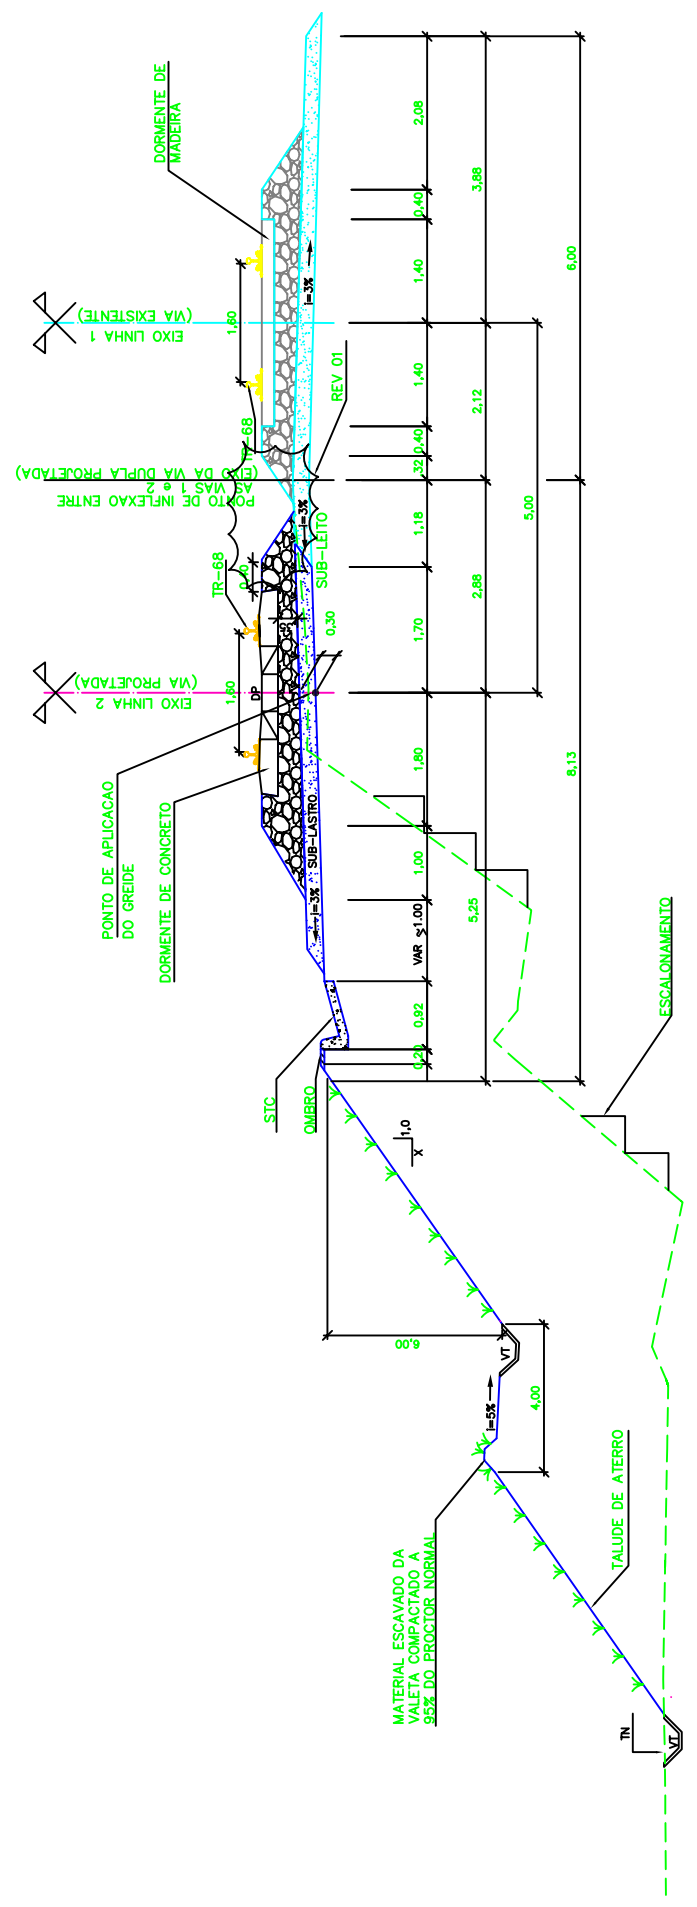 DORMENTE DE
MADEIRA
EIXO LINHA 1
(VIA EXISTENTE)
1,60
i=3%
REV 01
TR-68
PONTO DE INFLEXAO ENTRE
AS VIAS 1 e 2
(EIXO DA VIA DUPLA PROJETADA)
i=3%
SUB-LEITO
TR-68
0,30
EIXO LINHA 2
(VIA PROJETADA)
1,60
DP
PONTO DE APLICACAO
DO GREIDE
DORMENTE DE CONCRETO
SUB-LASTRO
i=3%
2,08
0,40
1,40
1,40
0,40
,32
1,18
1,70
1,80
1,00
VAR >1.00
0,92
0,20
3,88
2,12
2,88
5,25
5,00
6,00
8,13
STC
OMBRO
1,0
X
ESCALONAMENTO
6,00
VT
i=5%
4,00
MATERIAL ESCAVADO DA
VALETA COMPACTADO A
95% DO PROCTOR NORMAL
TALUDE DE ATERRO
TN
VT